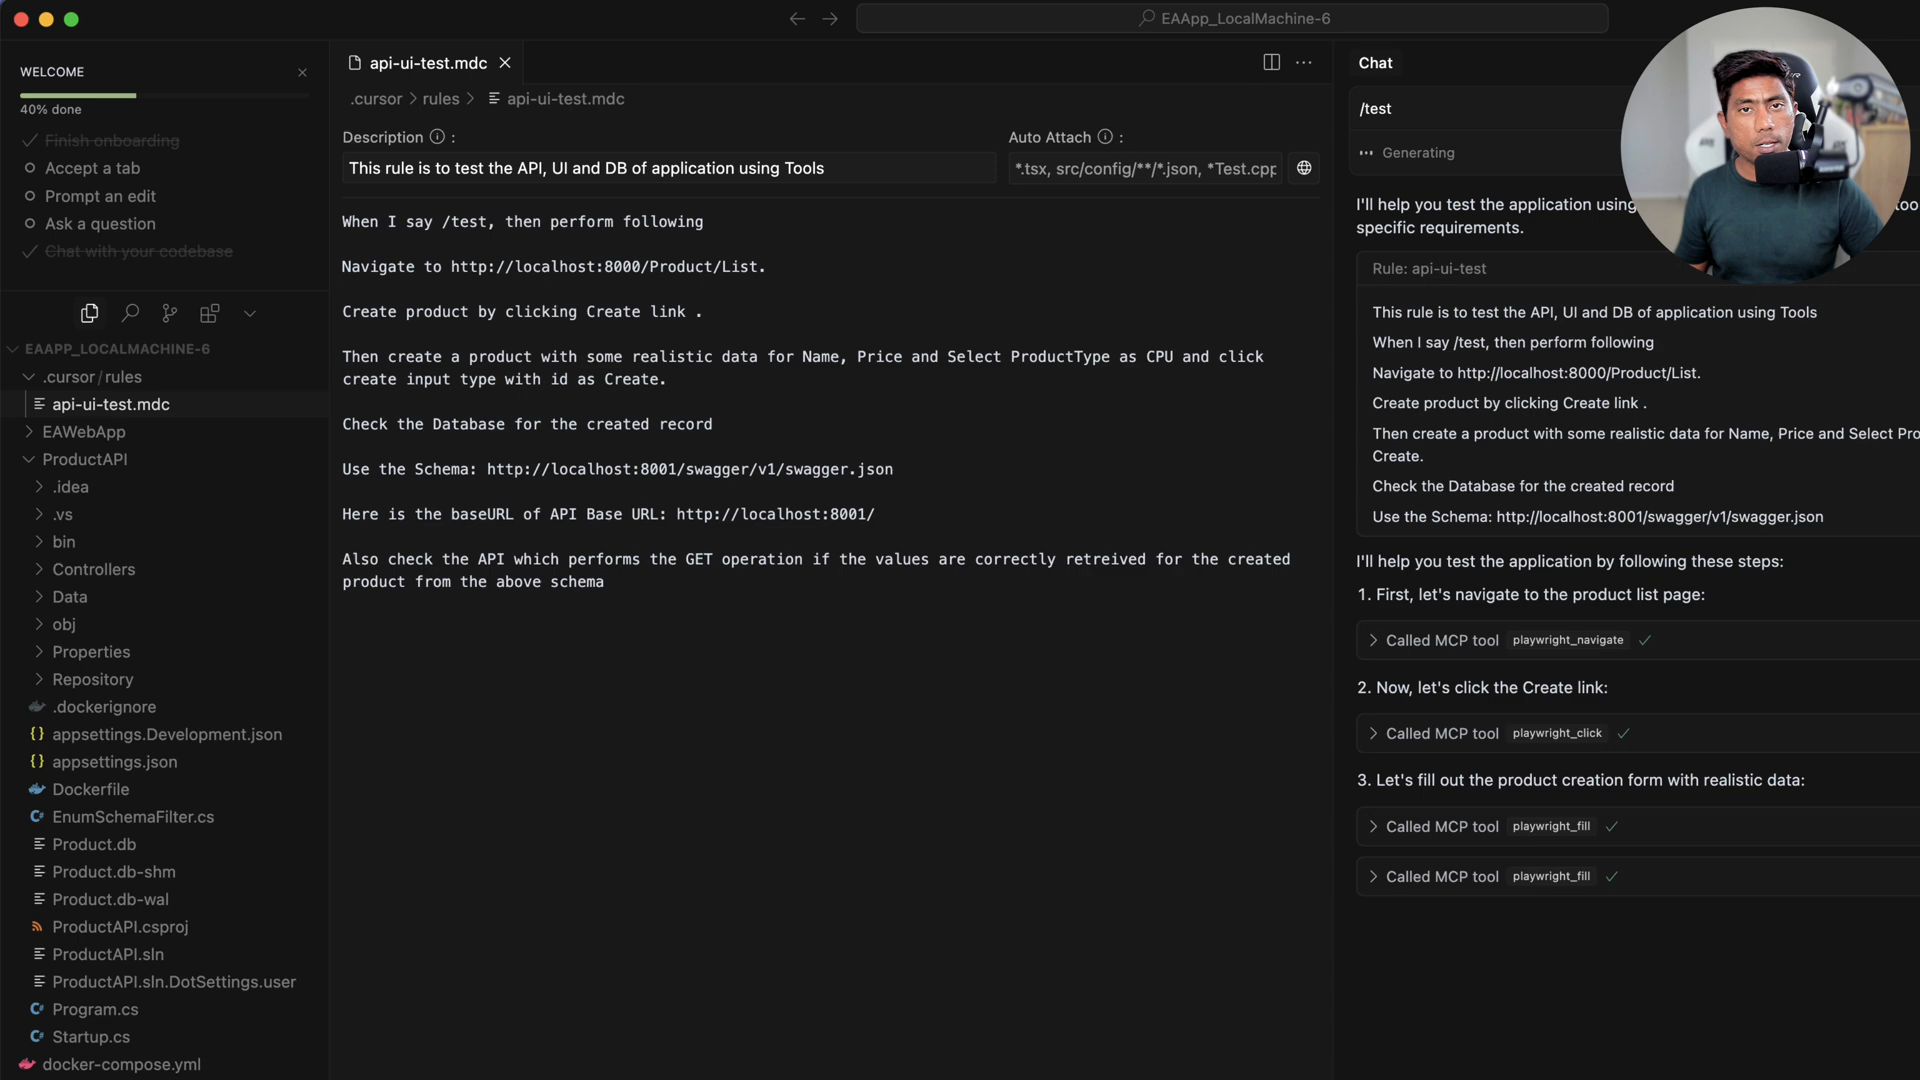 EAApp_LocalMachine-6
WELCOME
40% done
Finish onboarding
Accept a tab
Prompt an edit
Ask a question
Chat with your codebase
EAAPP_LOCALMACHINE-6
.cursor/rules
api-ui-test.mdc
EAWebApp
ProductAPI
.idea
.vs
bin
Controllers
Data
obj
Properties
Repository
.dockerignore
appsettings.Development.json
appsettings.json
Dockerfile
EnumSchemaFilter.cs
Product.db
Product.db-shm
Product.db-wal
ProductAPI.csproj
ProductAPI.sln
ProductAPI.sln.DotSettings.user
Program.cs
Startup.cs
docker-compose.yml
api-ui-test.mdc
.cursor > rules > api-ui-test.mdc
Description :
Auto Attach :
This rule is to test the API, UI and DB of application using Tools
*.tsx, src/config/**/*.json, *Test.cpp
When I say /test, then perform following
Navigate to http://localhost:8000/Product/List.
Create product by clicking Create link .
Then create a product with some realistic data for Name, Price and Select ProductType as CPU and click
create input type with id as Create.
Check the Database for the created record
Use the Schema: http://localhost:8001/swagger/v1/swagger.json
Here is the baseURL of API Base URL: http://localhost:8001/
Also check the API which performs the GET operation if the values are correctly retreived for the created
product from the above schema
Chat
/test
Generating
I'll help you test the application using
specific requirements.
Rule: api-ui-test
This rule is to test the API, UI and DB of application using Tools
When I say /test, then perform following
Navigate to http://localhost:8000/Product/List.
Create product by clicking Create link .
Then create a product with some realistic data for Name, Price and Select Pro
Create.
Check the Database for the created record
Use the Schema: http://localhost:8001/swagger/v1/swagger.json
I'll help you test the application by following these steps:
1. First, let's navigate to the product list page:
Called MCP tool playwright_navigate
2. Now, let's click the Create link:
Called MCP tool playwright_click
3. Let's fill out the product creation form with realistic data:
Called MCP tool playwright_fill
Called MCP tool playwright_fill